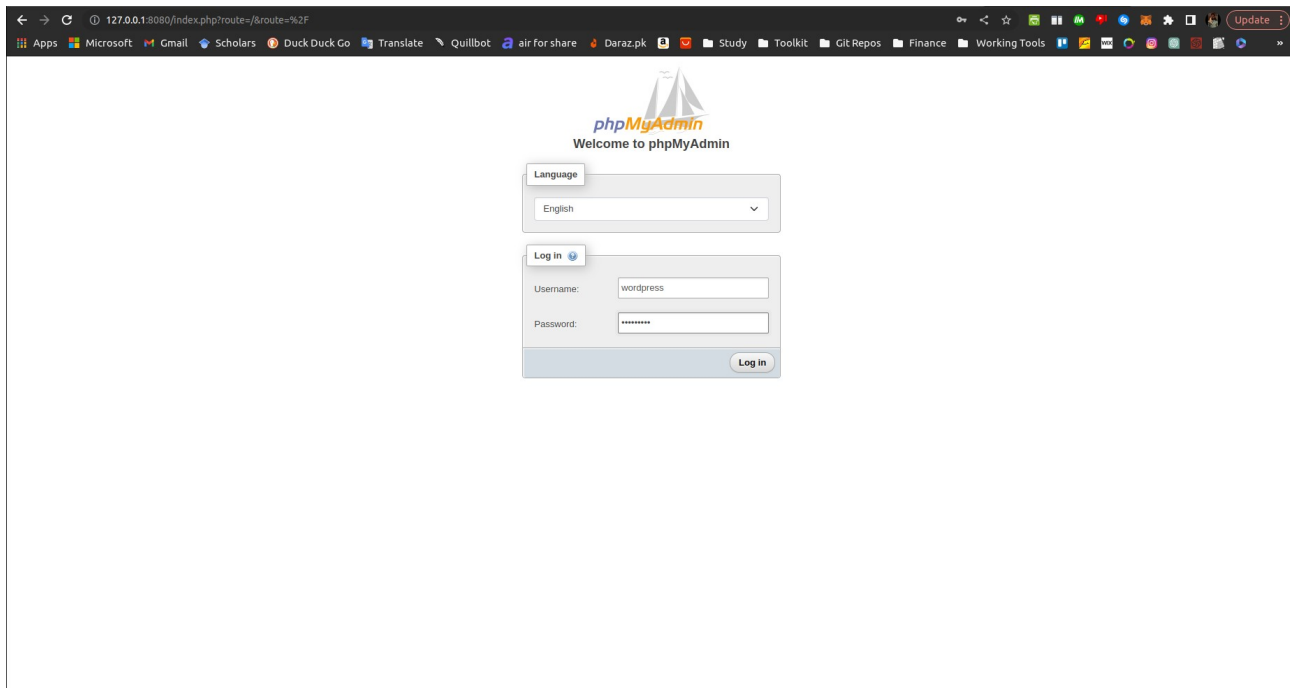 127.0.0.1:8080/index.php?route=/&route=%2F Update
Apps Microsoft Gmail Scholars Duck Duck Go Translate Quillbot air for share Daraz.pk Study Toolkit Git Repos Finance Working Tools »
phpMyAdmin
Welcome to phpMyAdmin
Language
English
Log in
Username: wordpress
Password: •••••••••
Log in